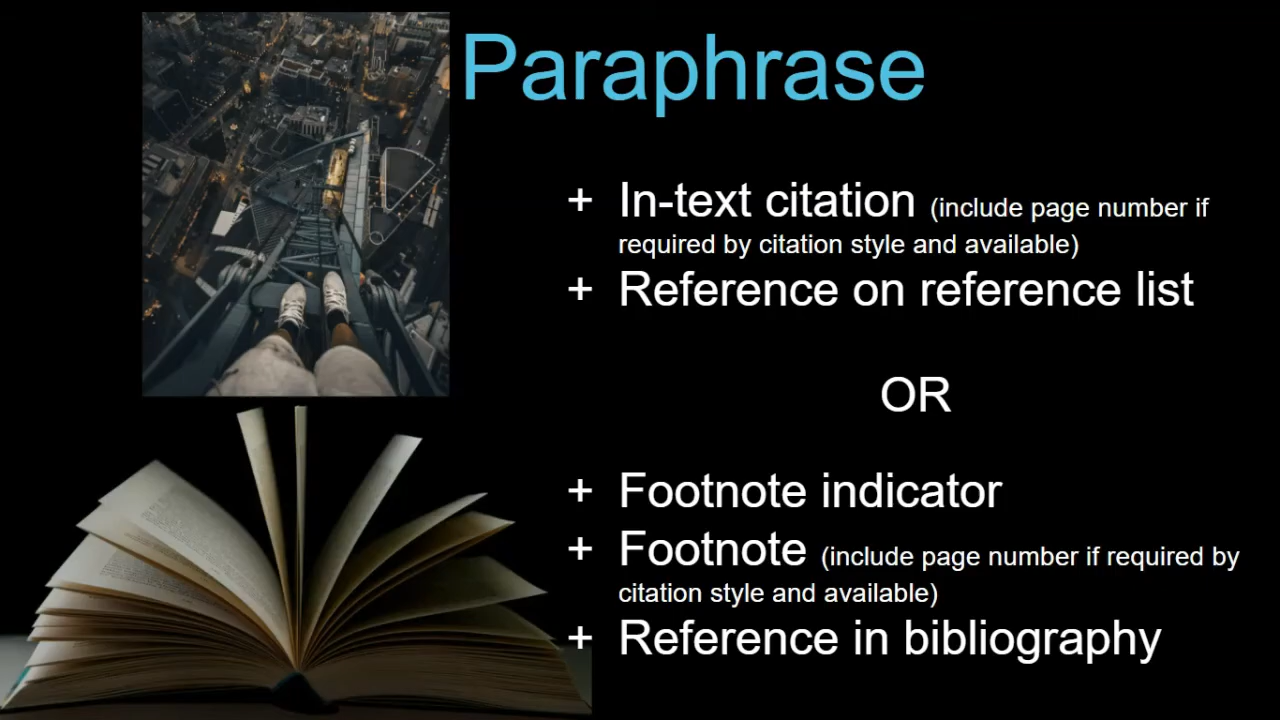 Paraphrase
+ In-text citation (include page number if
required by citation style and available)
+ Reference on reference list
OR
+ Footnote indicator
+ Footnote (include page number if required by
citation style and available)
+ Reference in bibliography